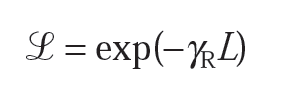 ℒ = exp(−γ_R L)